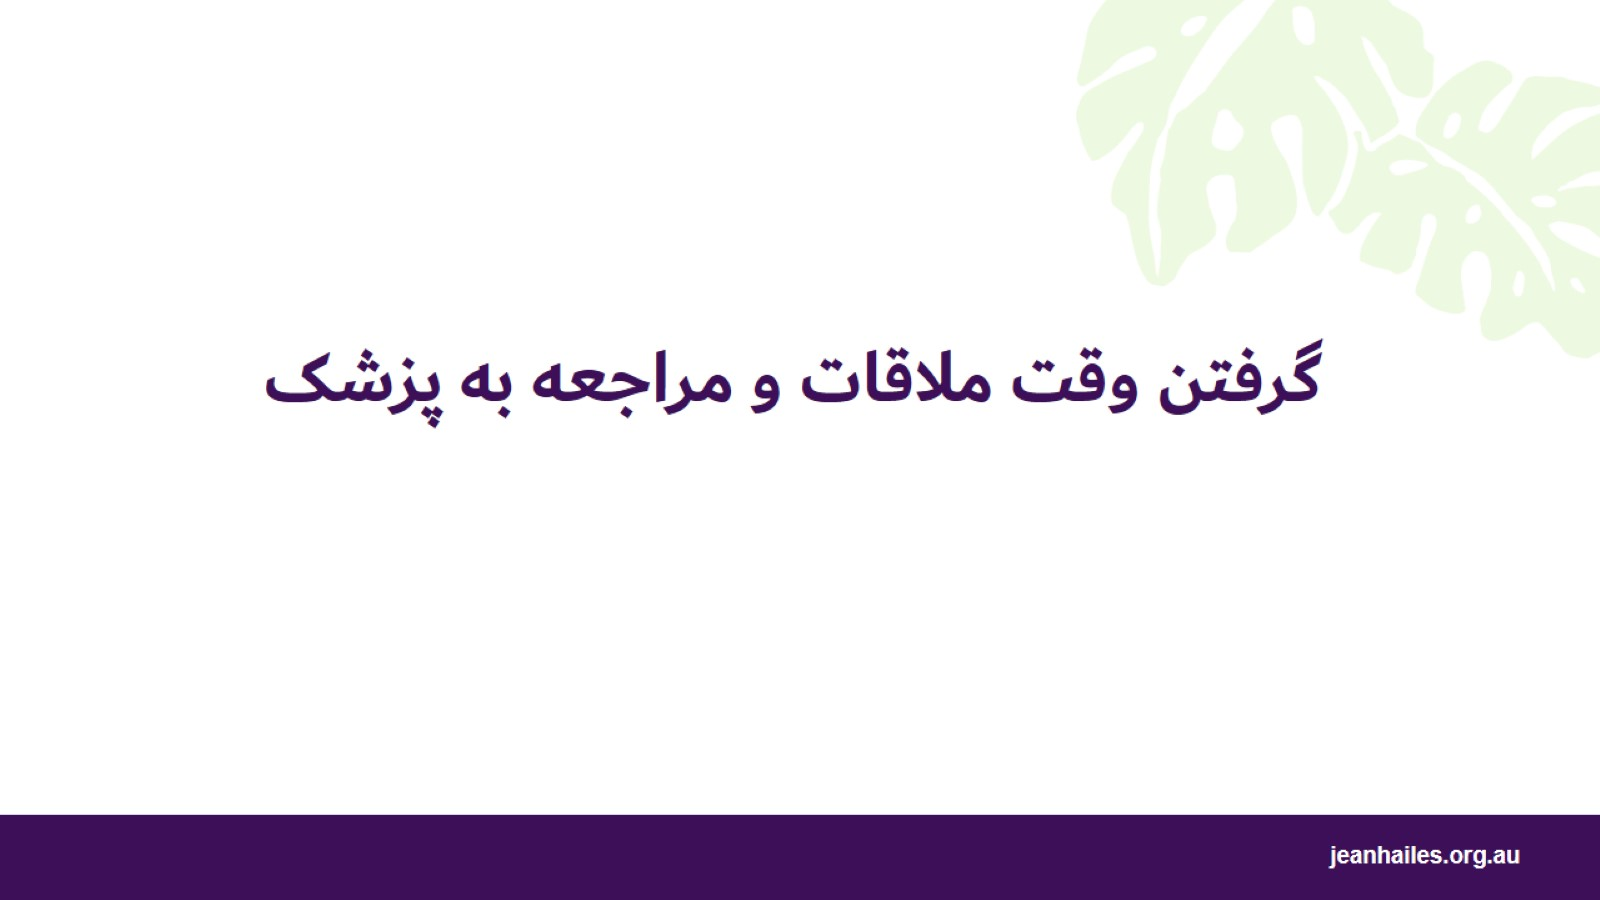 گرفتن وقت ملاقات و مراجعه به پزشک
jeanhailes.org.au